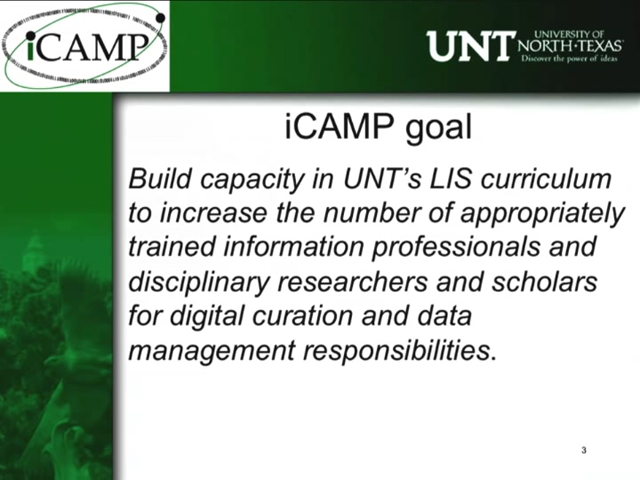 iCAMP
UNT UNIVERSITY OF
NORTH·TEXAS
Discover the power of ideas
iCAMP goal
Build capacity in UNT’s LIS curriculum
to increase the number of appropriately
trained information professionals and
disciplinary researchers and scholars
for digital curation and data
management responsibilities.
3